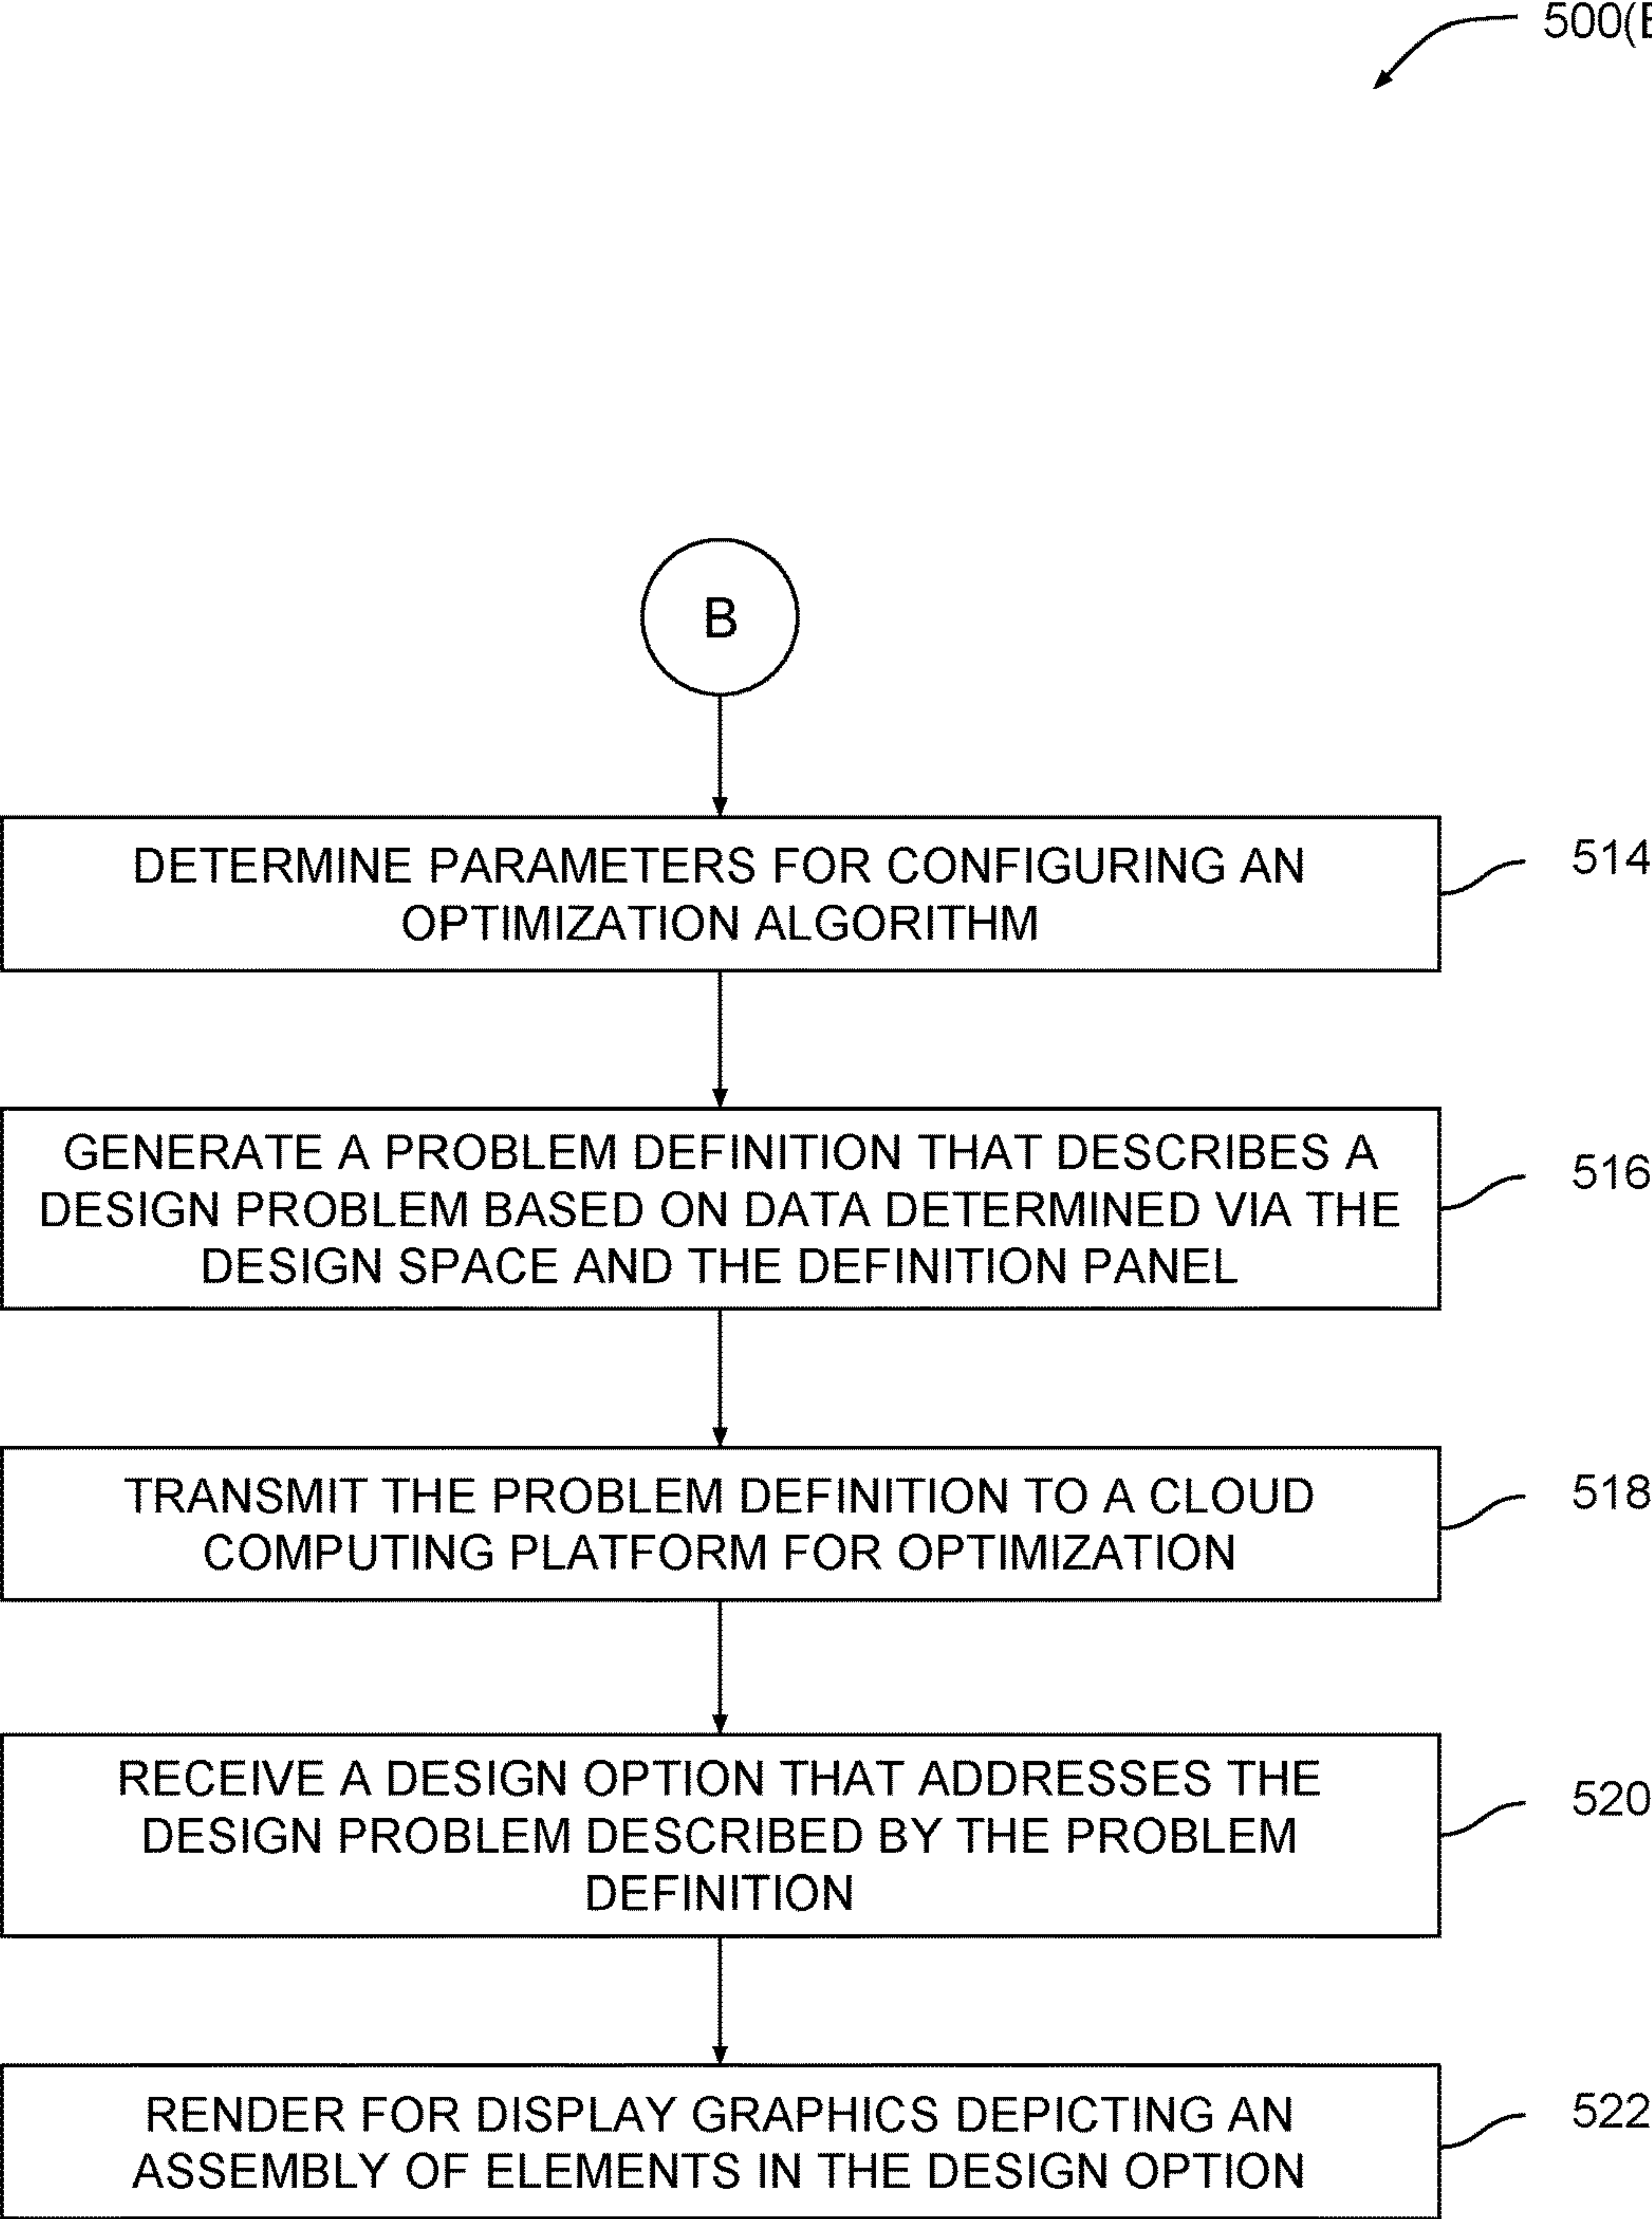 500(B
B
DETERMINE PARAMETERS FOR CONFIGURING AN
OPTIMIZATION ALGORITHM
514
GENERATE A PROBLEM DEFINITION THAT DESCRIBES A
DESIGN PROBLEM BASED ON DATA DETERMINED VIA THE
DESIGN SPACE AND THE DEFINITION PANEL
516
TRANSMIT THE PROBLEM DEFINITION TO A CLOUD
COMPUTING PLATFORM FOR OPTIMIZATION
518
RECEIVE A DESIGN OPTION THAT ADDRESSES THE
DESIGN PROBLEM DESCRIBED BY THE PROBLEM
DEFINITION
520
RENDER FOR DISPLAY GRAPHICS DEPICTING AN
ASSEMBLY OF ELEMENTS IN THE DESIGN OPTION
522